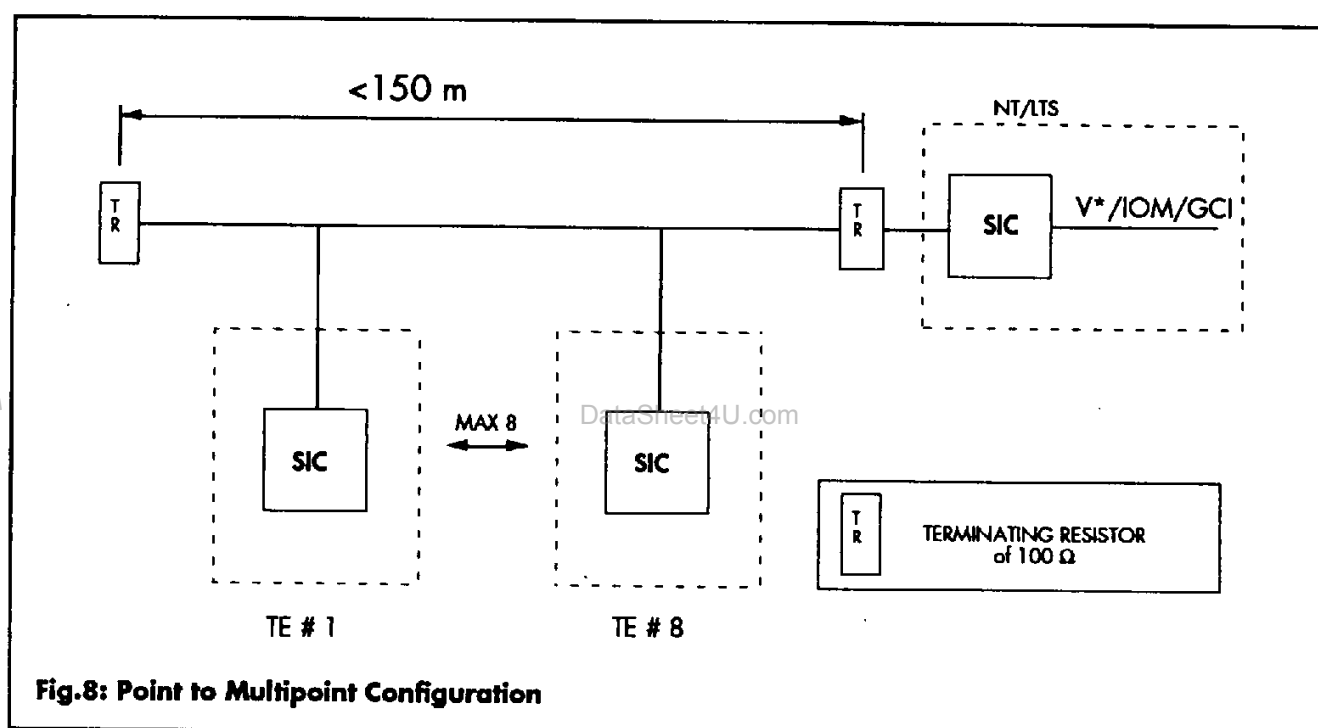 <150 m
NT/LTS
T
R
T
R
SIC
V*/IOM/GCI
SIC
MAX 8
SIC
DataSheet4U.com
T
R
TERMINATING RESISTOR
of 100 Ω
TE # 1
TE # 8
Fig.8: Point to Multipoint Configuration